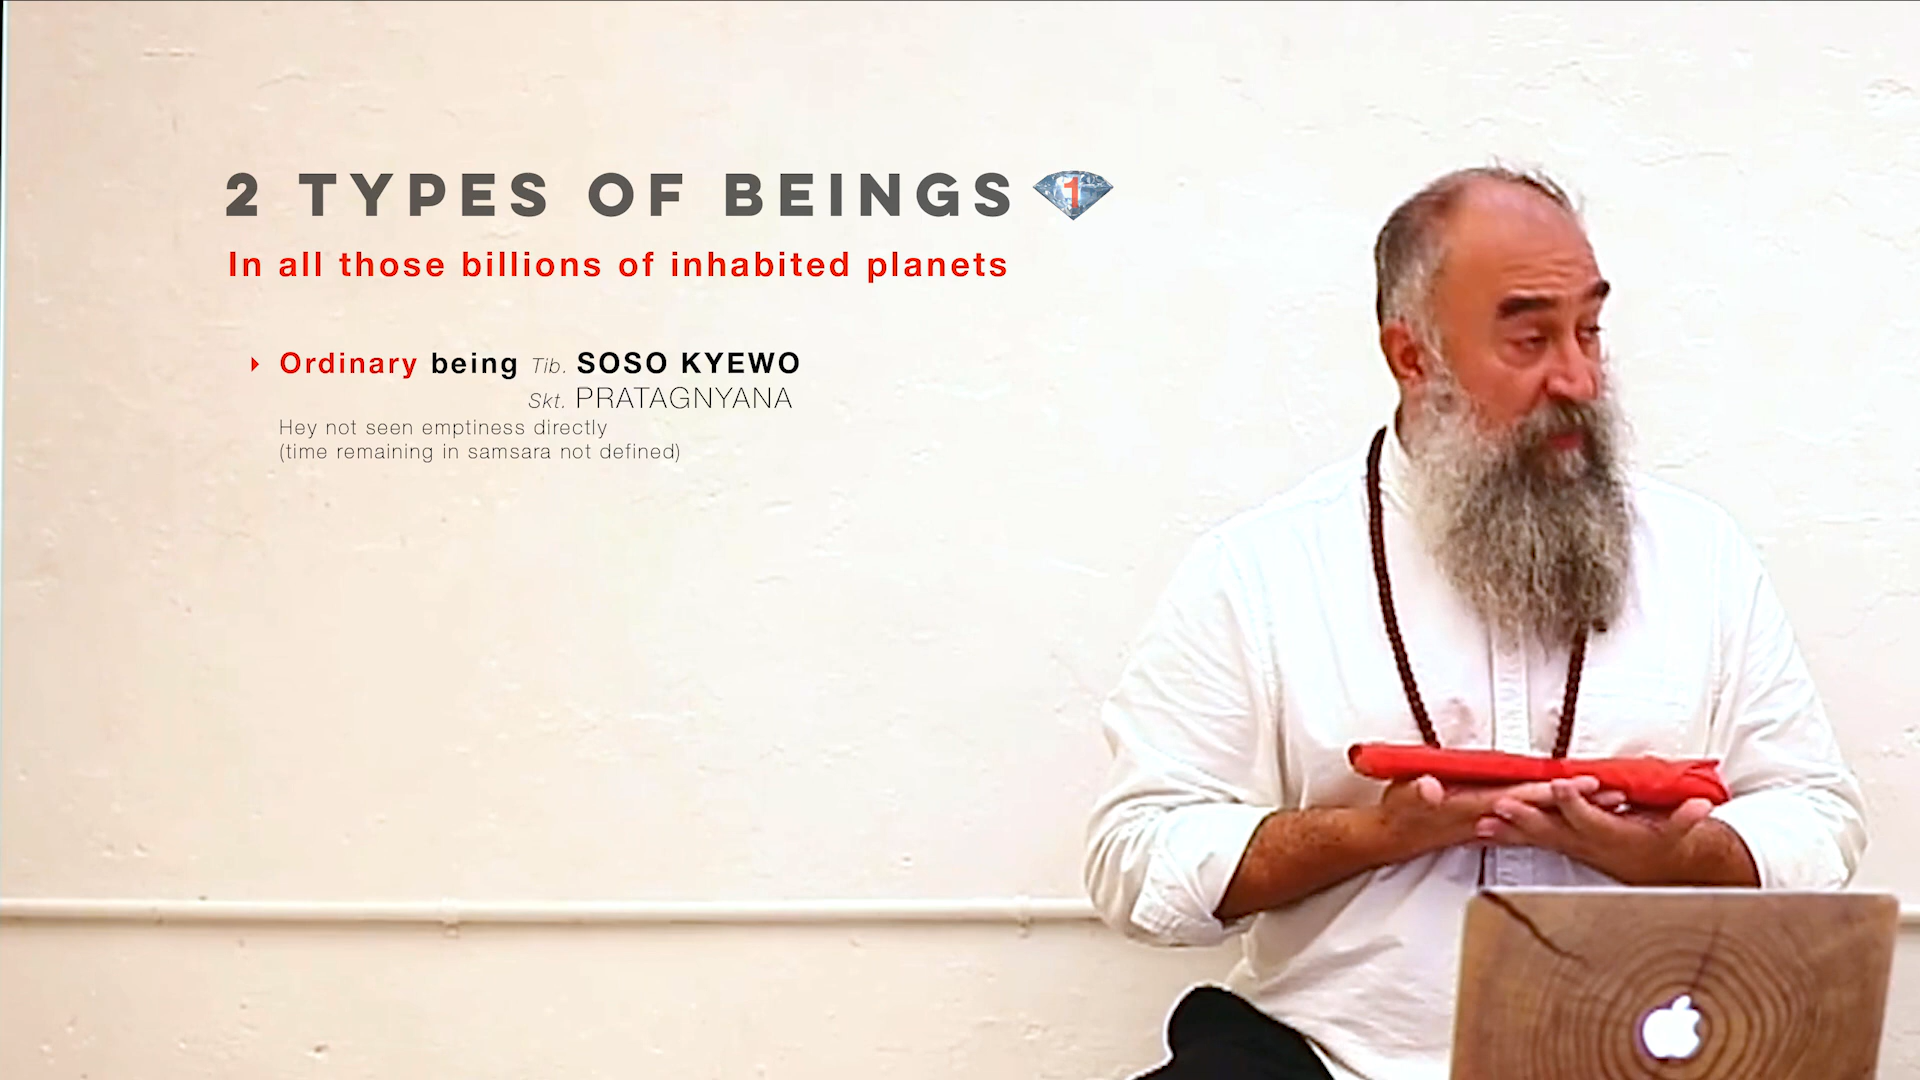 2 TYPES OF BEINGS 1
In all those billions of inhabited planets
Ordinary being Tib. SOSO KYEWO
Skt. PRATAGNYANA
Hey not seen emptiness directly
(time remaining in samsara not defined)